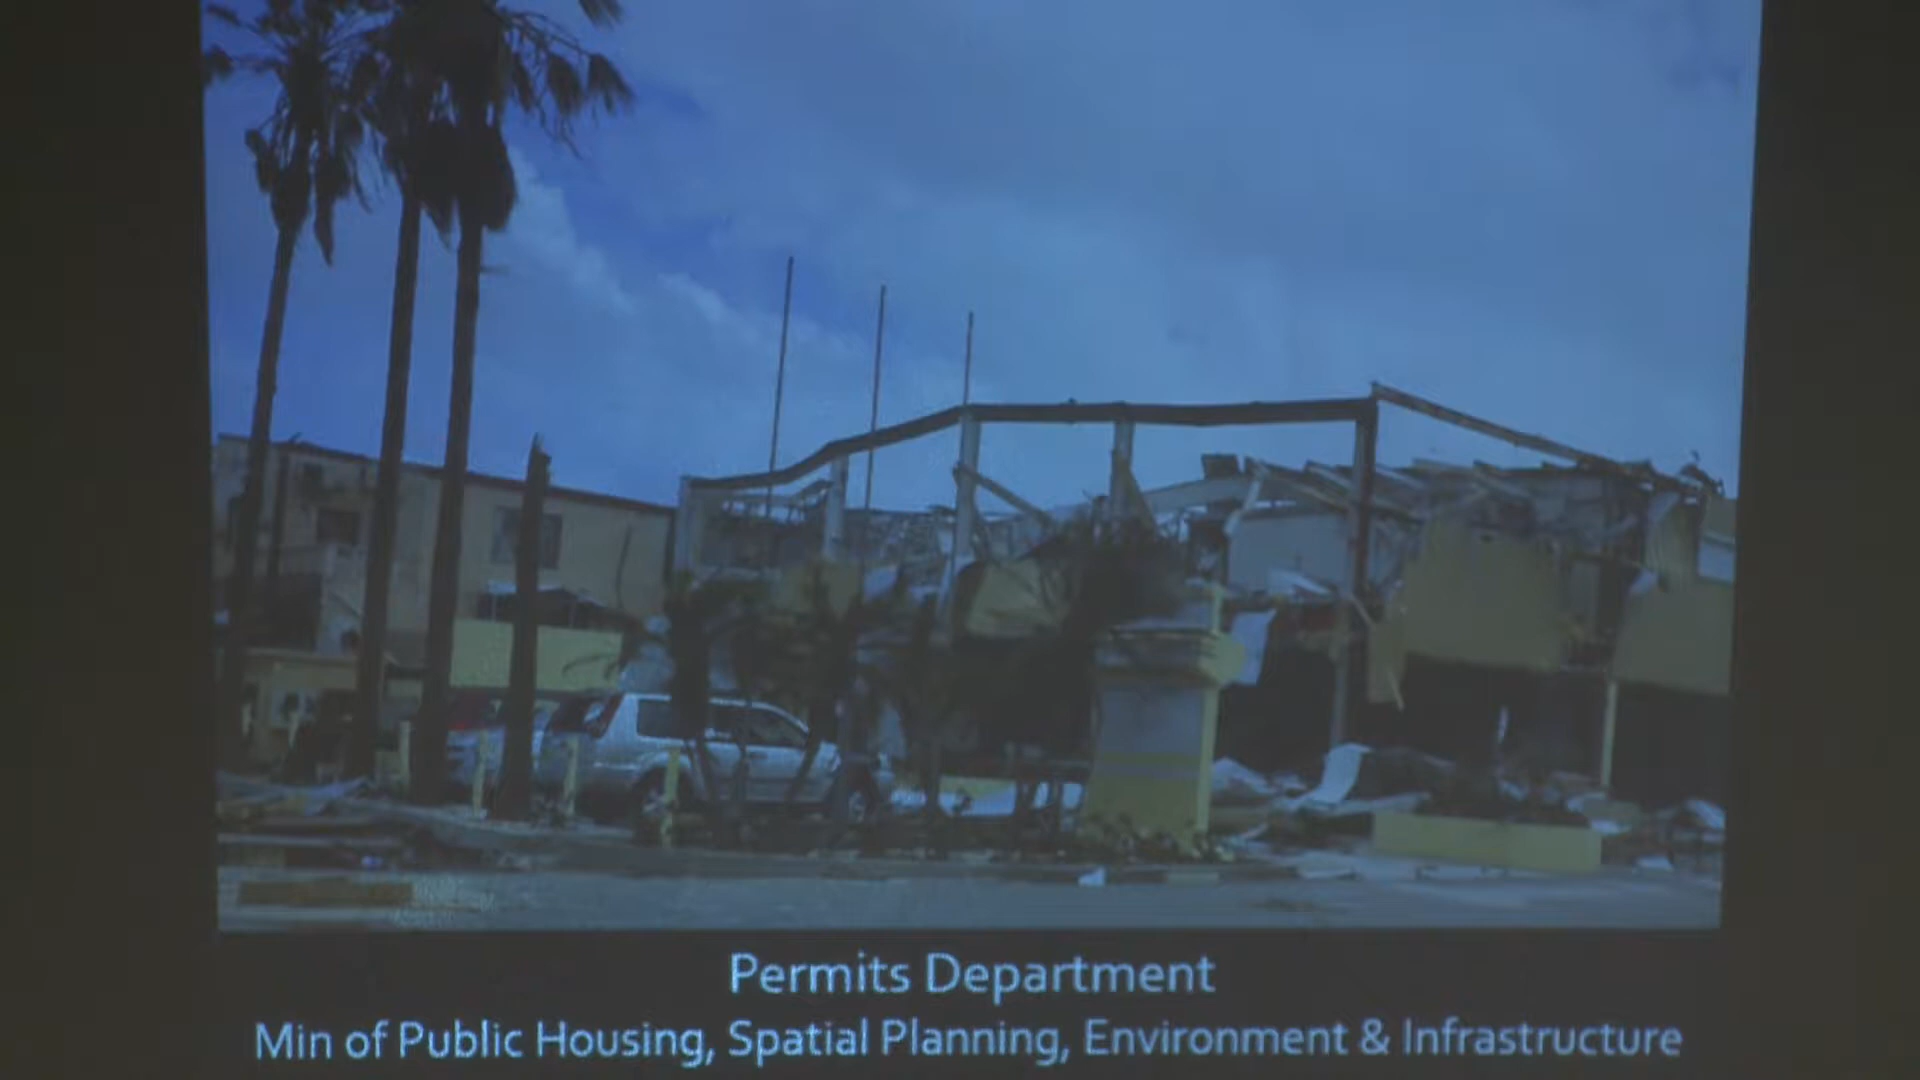 Permits Department
Min of Public Housing, Spatial Planning, Environment & Infrastructure